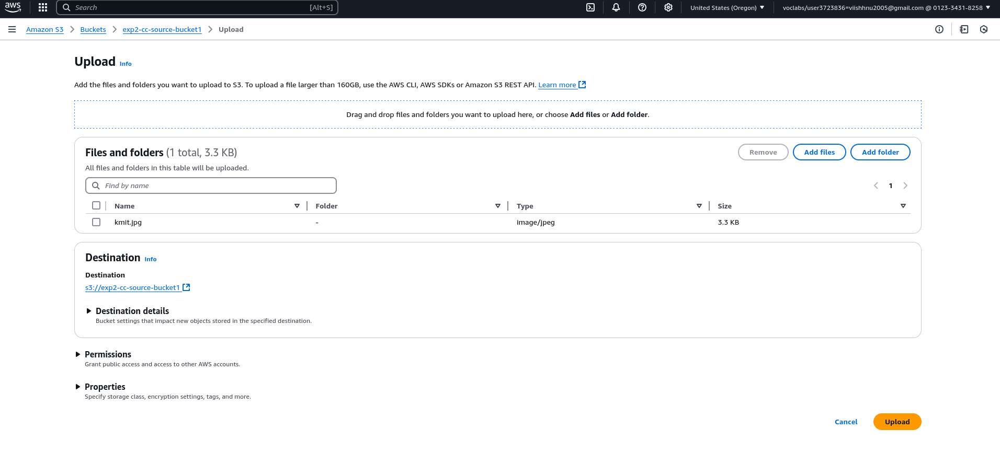 aws Search [Alt+S] United States (Oregon) voclabs/user3723836=viishhnu2005@gmail.com @ 0123-3431-8258
Amazon S3 Buckets exp2-cc-source-bucket1 Upload
Upload Info
Add the files and folders you want to upload to S3. To upload a file larger than 160GB, use the AWS CLI, AWS SDKs or Amazon S3 REST API. Learn more
Drag and drop files and folders you want to upload here, or choose Add files or Add folder.
Files and folders (1 total, 3.3 KB) Remove Add files Add folder
All files and folders in this table will be uploaded.
Find by name 1
Name Folder Type Size
kmit.jpg - image/jpeg 3.3 KB
Destination Info
Destination
s3://exp2-cc-source-bucket1
Destination details
Bucket settings that impact new objects stored in the specified destination.
Permissions
Grant public access and access to other AWS accounts.
Properties
Specify storage class, encryption settings, tags, and more.
Cancel Upload